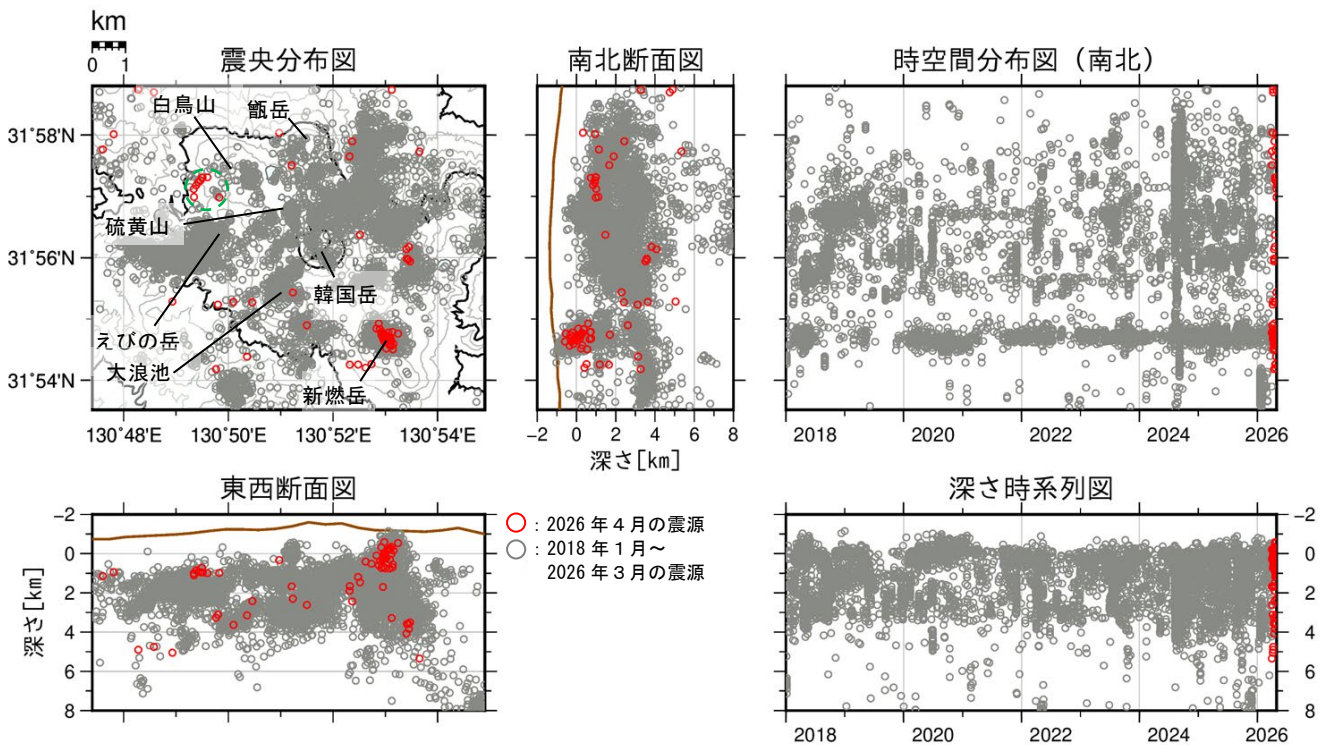 km
0 1
震央分布図
白鳥山
甑岳
硫黄山
韓国岳
えびの岳
大浪池
新燃岳
31°58'N
31°56'N
31°54'N
130°48'E 130°50'E 130°52'E 130°54'E
南北断面図
−2 0 2 4 6 8
深さ[km]
時空間分布図（南北）
2018 2020 2022 2024 2026
東西断面図
−2
0
2
4
6
8
深さ[km]
：2026年４月の震源
：2018年１月～
2026年３月の震源
深さ時系列図
−2
0
2
4
6
8
2018 2020 2022 2024 2026